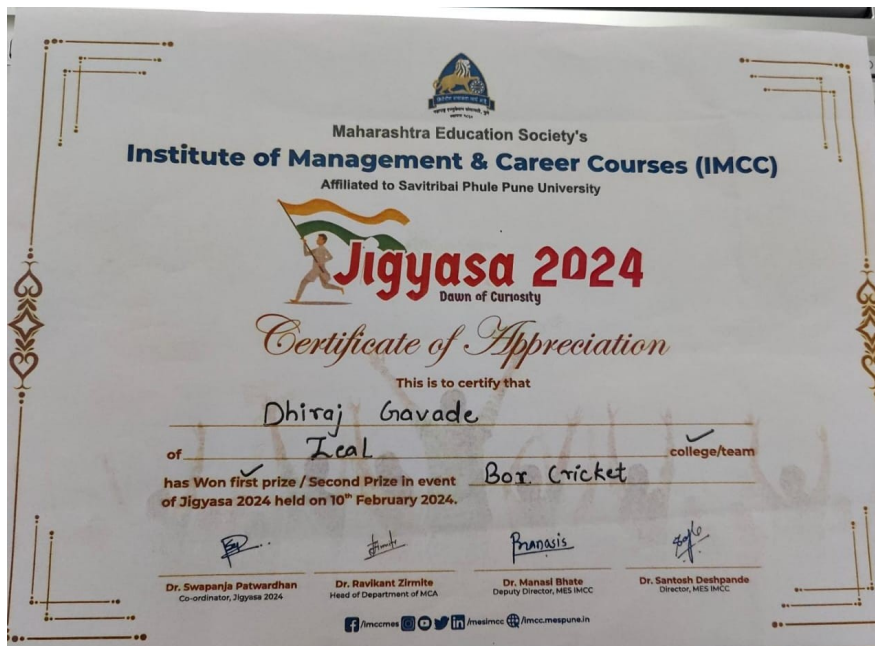 Maharashtra Education Society's
Institute of Management & Career Courses (IMCC)
Affiliated to Savitribai Phule Pune University
Jigyasa 2024
Dawn of Curiosity
Certificate of Appreciation
This is to certify that
Dhiraj Gavade
of Zeal college/team
has Won first prize / Second Prize in event Box Cricket
of Jigyasa 2024 held on 10th February 2024.
Pranasis
Dr. Swapanja Patwardhan Dr. Ravikant Zirmite Dr. Manasi Bhate Dr. Santosh Deshpande
Co-ordinator, Jigyasa 2024 Head of Department of MCA Deputy Director, MES IMCC Director, MES IMCC
/imccmes /mesimcc /imcc.mespune.in